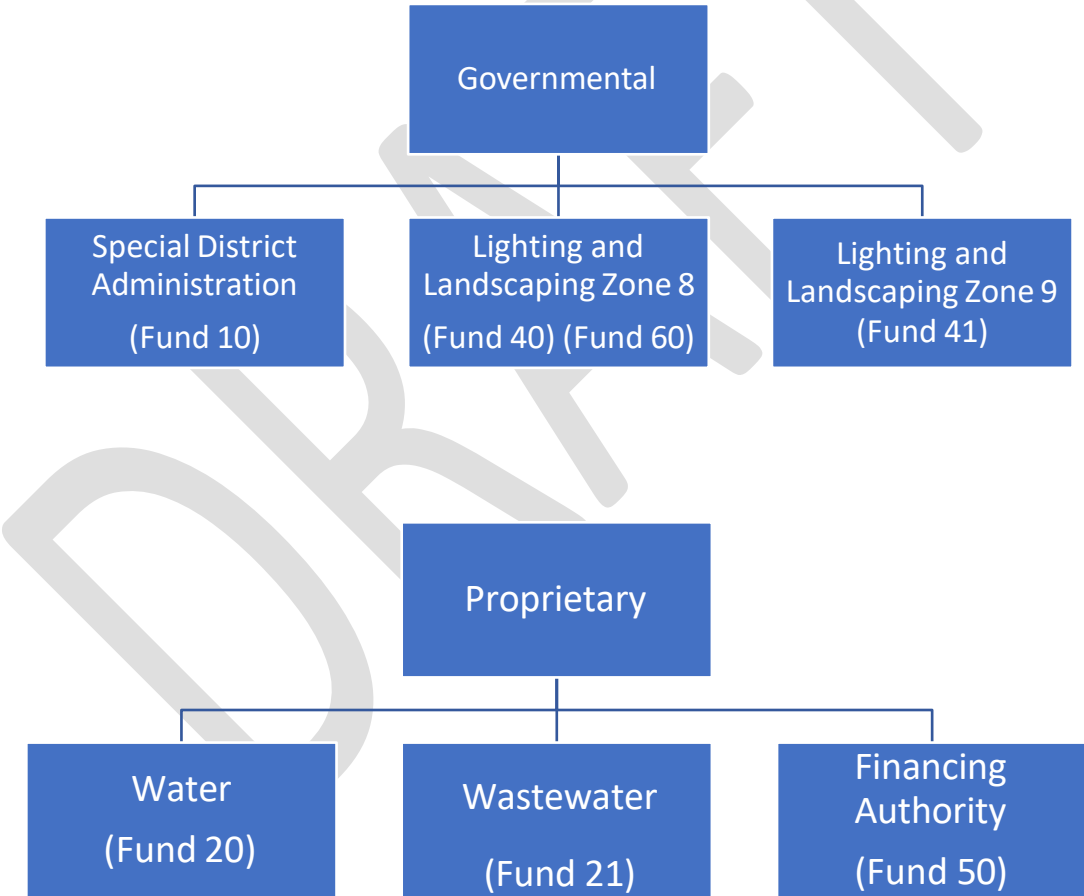 Governmental
Special District
Administration
(Fund 10)
Lighting and
Landscaping Zone 8
(Fund 40) (Fund 60)
Lighting and
Landscaping Zone 9
(Fund 41)
Proprietary
Water
(Fund 20)
Wastewater
(Fund 21)
Financing
Authority
(Fund 50)
DRAFT